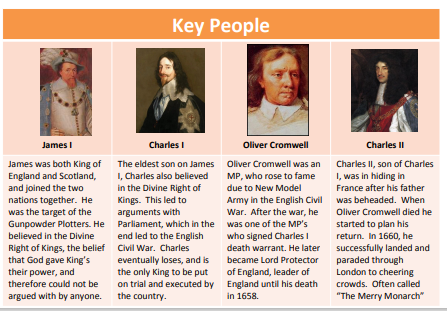 Key People
James I
Charles I
Oliver Cromwell
Charles II
James was both King of
England and Scotland,
and joined the two
nations together. He
was the target of the
Gunpowder Plotters. He
believed in the Divine
Right of Kings, the belief
that God gave King's
their power, and
therefore could not be
argued with by anyone.
The eldest son on James
I, Charles also believed
in the Divine Right of
Kings. This led to
arguments with
Parliament, which in the
end led to the English
Civil War. Charles
eventually loses, and is
the only King to be put
on trial and executed by
the country.
Oliver Cromwell was an
MP, who rose to fame
due to New Model
Army in the English Civil
War. After the war, he
was one of the MP's
who signed Charles I
death warrant. He later
became Lord Protector
of England, leader of
England until his death
in 1658.
Charles II, son of Charles
I, was in hiding in
France after his father
was beheaded. When
Oliver Cromwell died he
started to plan his
return. In 1660, he
successfully landed and
paraded through
London to cheering
crowds. Often called
"The Merry Monarch"